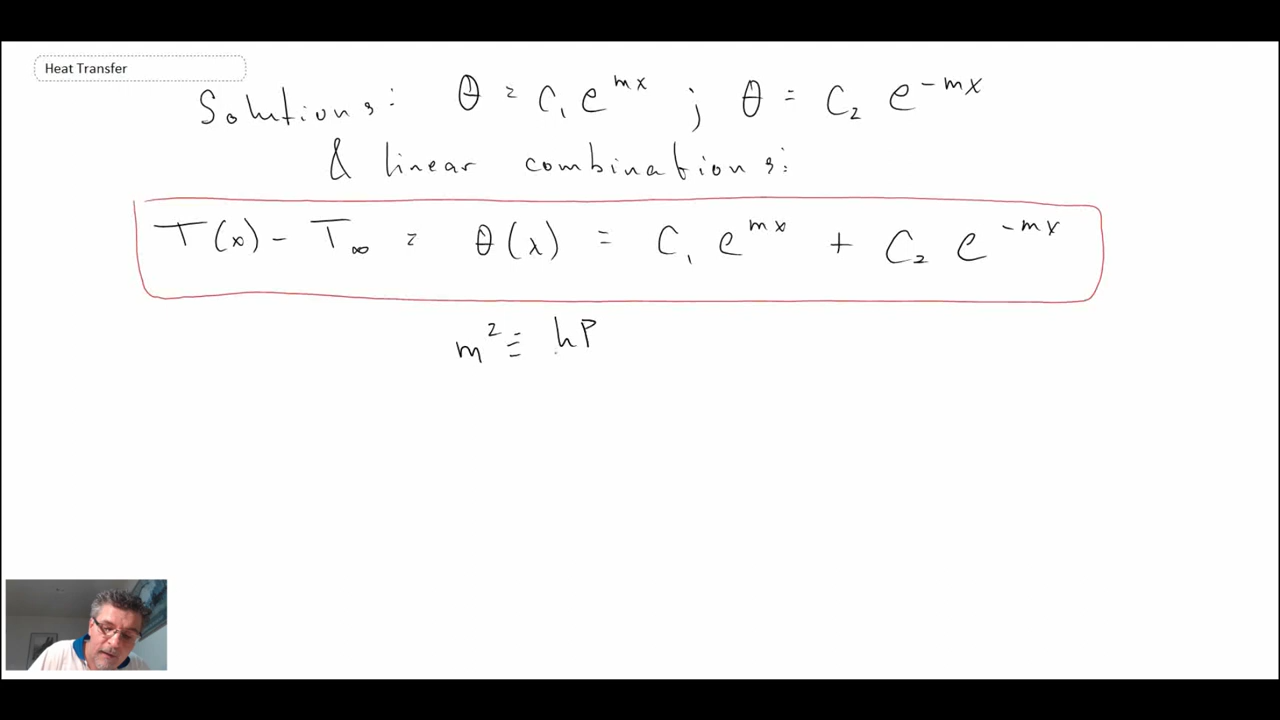 Heat Transfer
Solutions: θ = C₁ e^{mx} ; θ = C₂ e^{-mx}
& linear combinations:
T(x) - T∞ = θ(x) = C₁ e^{mx} + C₂ e^{-mx}
m² ≡ hP